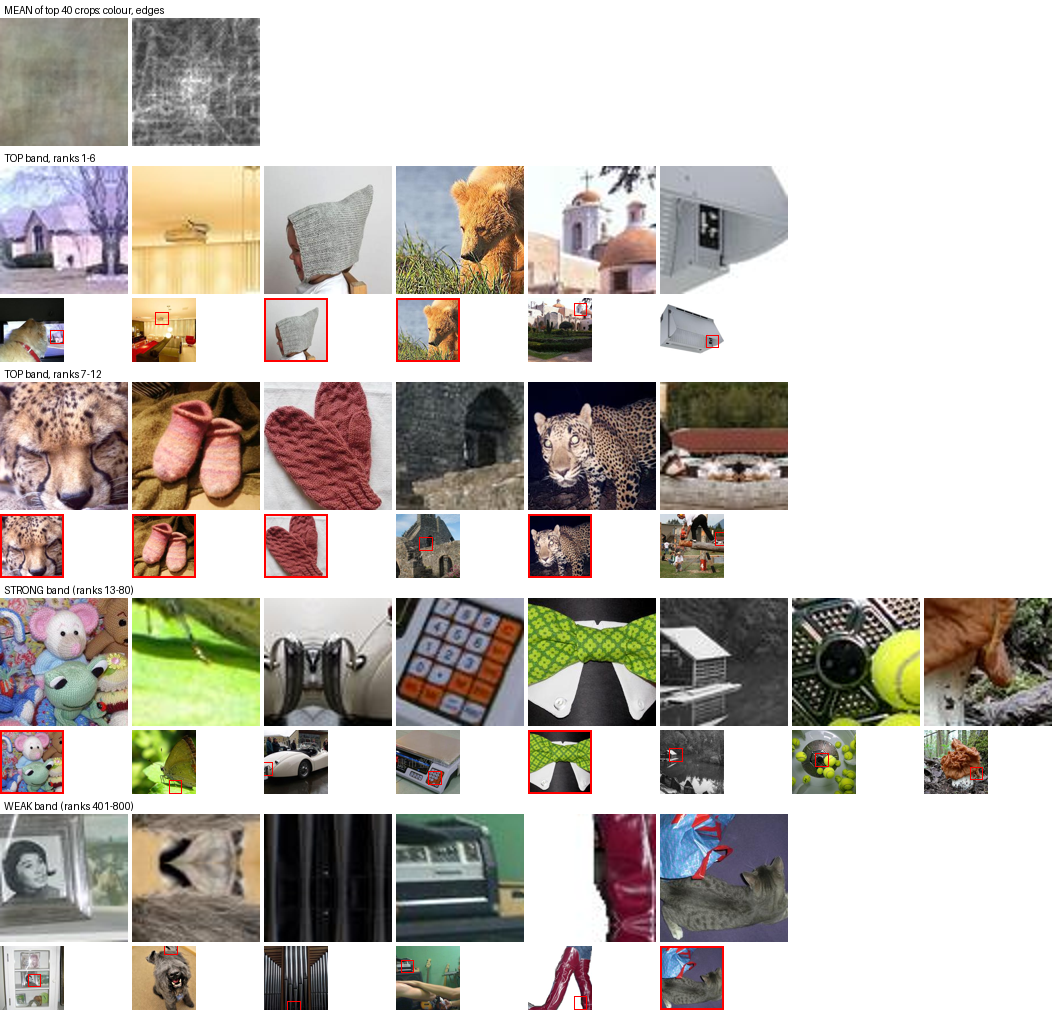 MEAN of top 40 crops: colour, edges
TOP band, ranks 1-6
TOP band, ranks 7-12
STRONG band (ranks 13-80)
WEAK band (ranks 401-800)